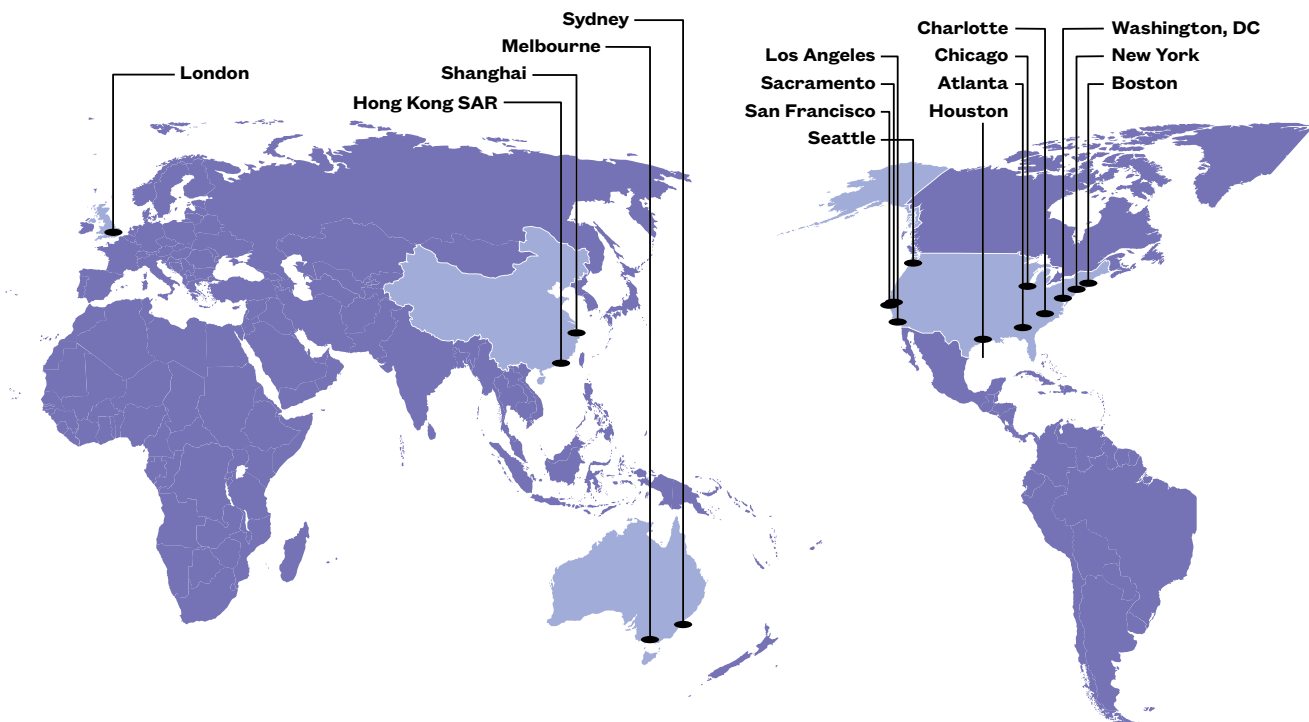 Sydney
Melbourne
London
Shanghai
Hong Kong SAR
Los Angeles
Sacramento
San Francisco
Seattle
Charlotte
Chicago
Atlanta
Houston
Washington, DC
New York
Boston